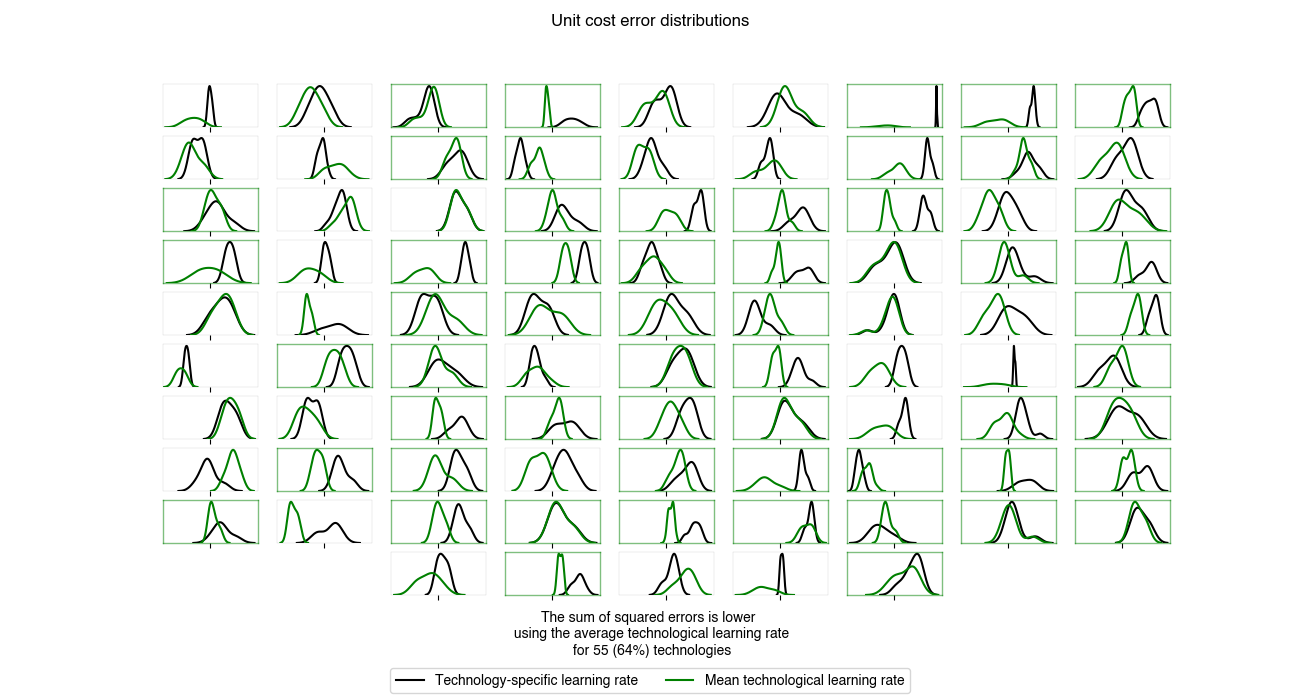 Unit cost error distributions
The sum of squared errors is lower
using the average technological learning rate
for 55 (64%) technologies
Technology-specific learning rate
Mean technological learning rate